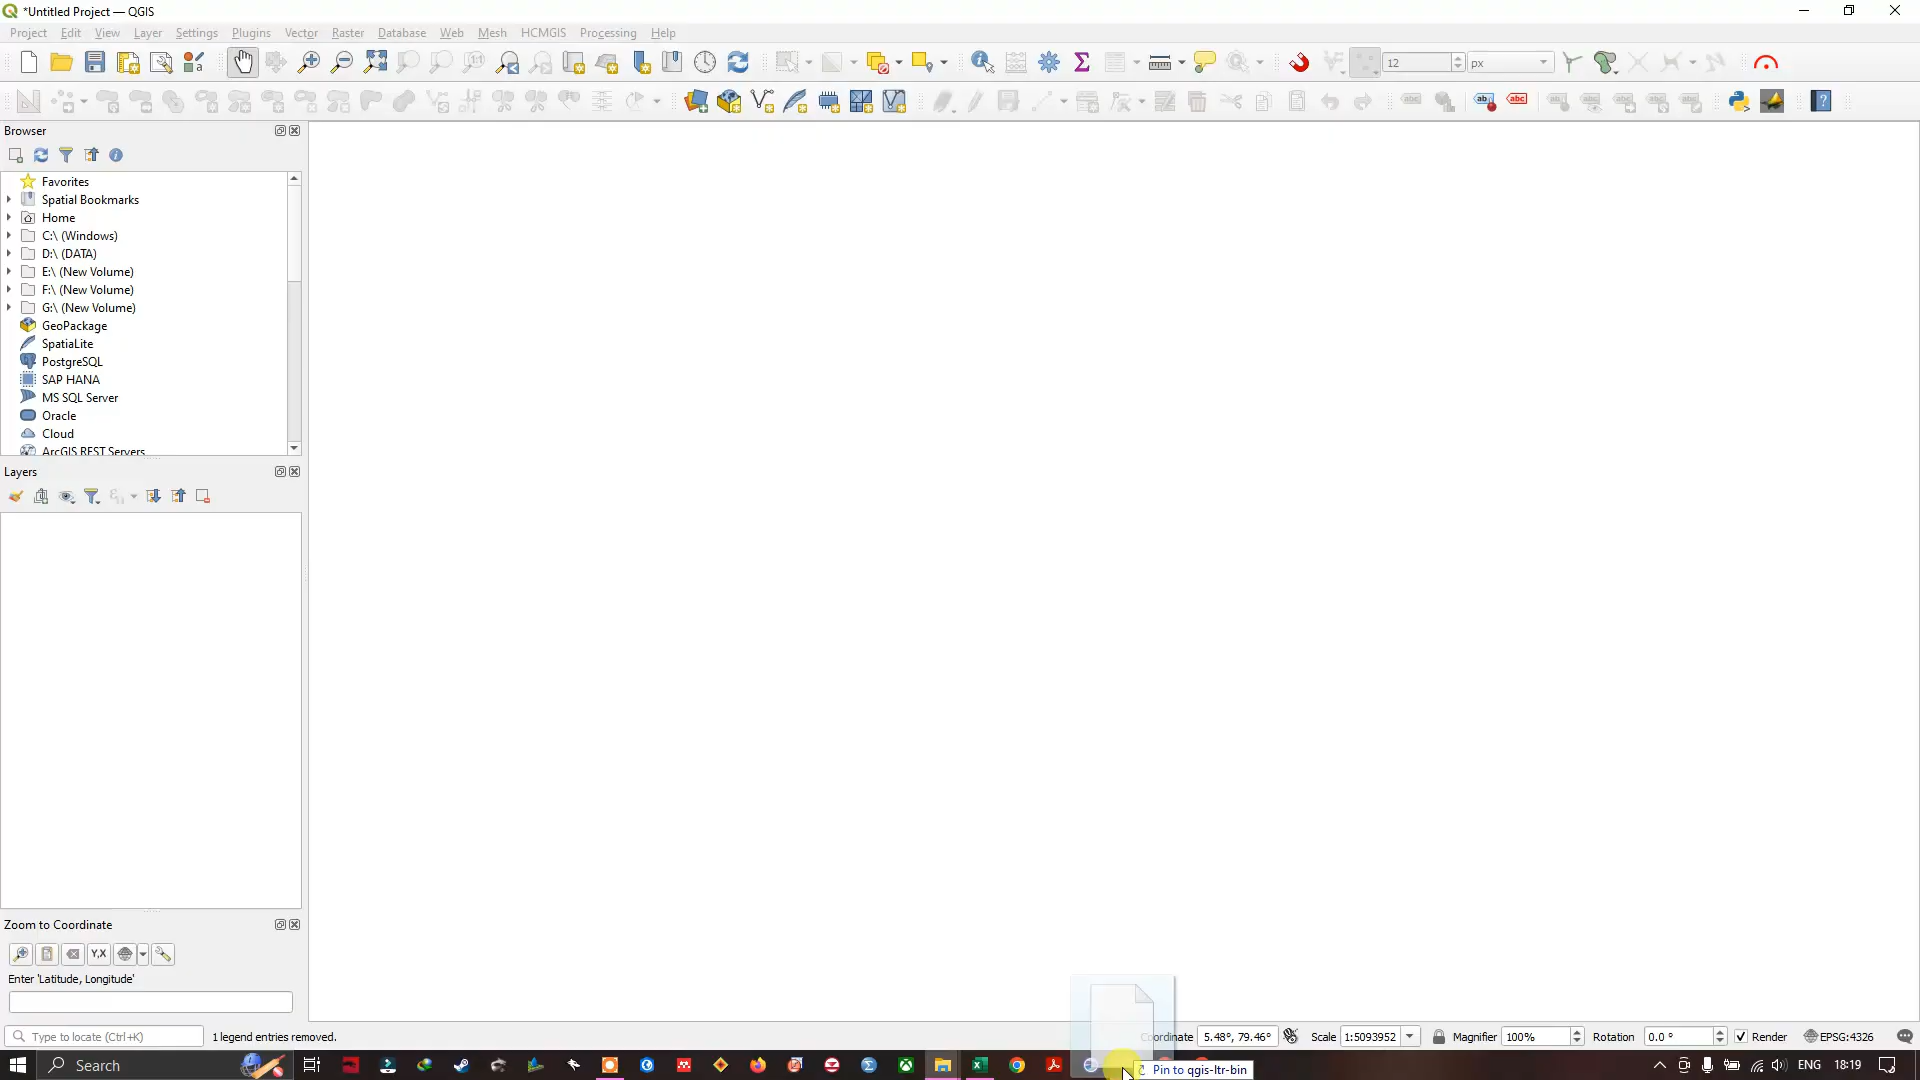 *Untitled Project — QGIS
Project Edit View Layer Settings Plugins Vector Raster Database Web Mesh HCMGIS Processing Help
12 px
Browser
Favorites
Spatial Bookmarks
Home
C:\ (Windows)
D:\ (DATA)
E:\ (New Volume)
F:\ (New Volume)
G:\ (New Volume)
GeoPackage
SpatiaLite
PostgreSQL
SAP HANA
MS SQL Server
Oracle
Cloud
ArcGIS REST Servers
Layers
Zoom to Coordinate
Y,X
Enter 'Latitude, Longitude'
Type to locate (Ctrl+K) 1 legend entries removed. Coordinate 5.48°, 79.46° Scale 1:5093952 Magnifier 100% Rotation 0.0 ° Render EPSG:4326
Search Pin to qgis-ltr-bin ENG 18:19